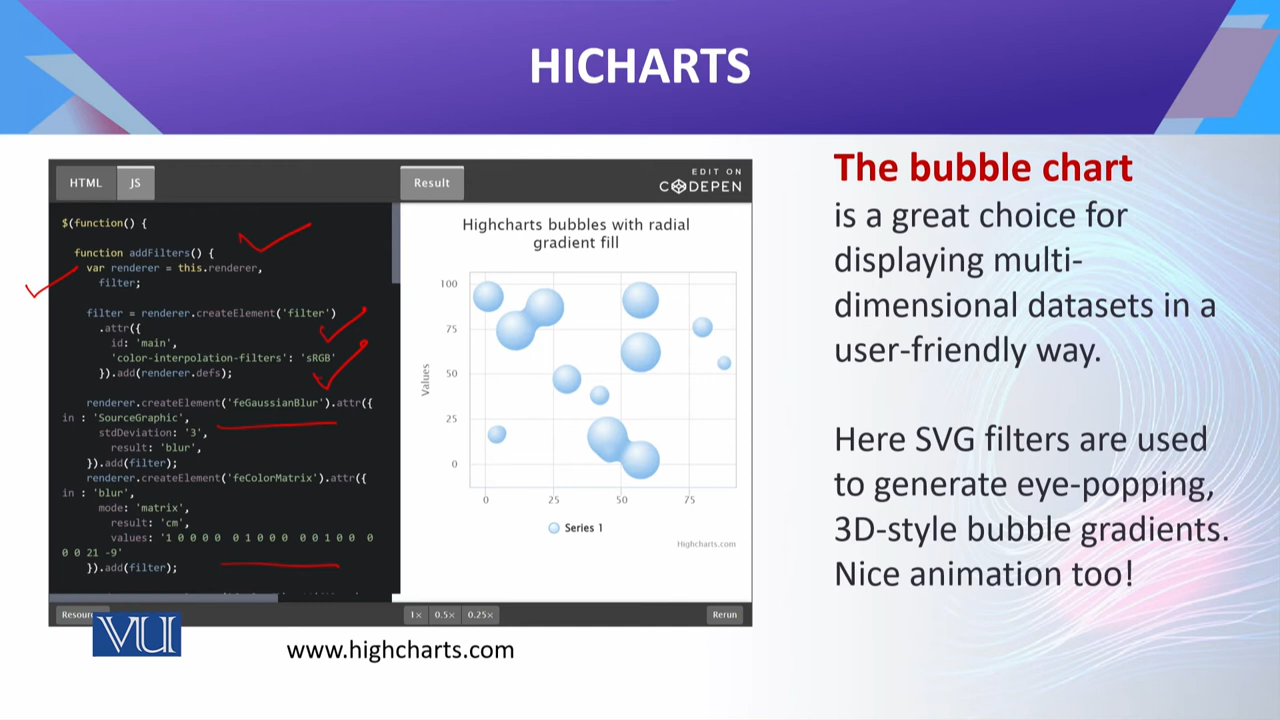 HICHARTS
HTML
JS
Result
EDIT ON
CODEPEN
$(function() {
function addFilters() {
var renderer = this.renderer,
filter;
filter = renderer.createElement('filter')
.attr({
id: 'main',
'color-interpolation-filters': 'sRGB'
}).add(renderer.defs);
renderer.createElement('feGaussianBlur').attr({
in : 'SourceGraphic',
stdDeviation: '3',
result: 'blur',
}).add(filter);
renderer.createElement('feColorMatrix').attr({
in : 'blur',
mode: 'matrix',
result: 'cm',
values: '1 0 0 0 0 0 1 0 0 0 0 0 1 0 0 0
0 0 21 -9'
}).add(filter);
Highcharts bubbles with radial
gradient fill
Values
100
75
50
25
0
0
25
50
75
Series 1
Highcharts.com
1×
0.5×
0.25×
Rerun
VU
www.highcharts.com
The bubble chart
is a great choice for
displaying multi-
dimensional datasets in a
user-friendly way.
Here SVG filters are used
to generate eye-popping,
3D-style bubble gradients.
Nice animation too!